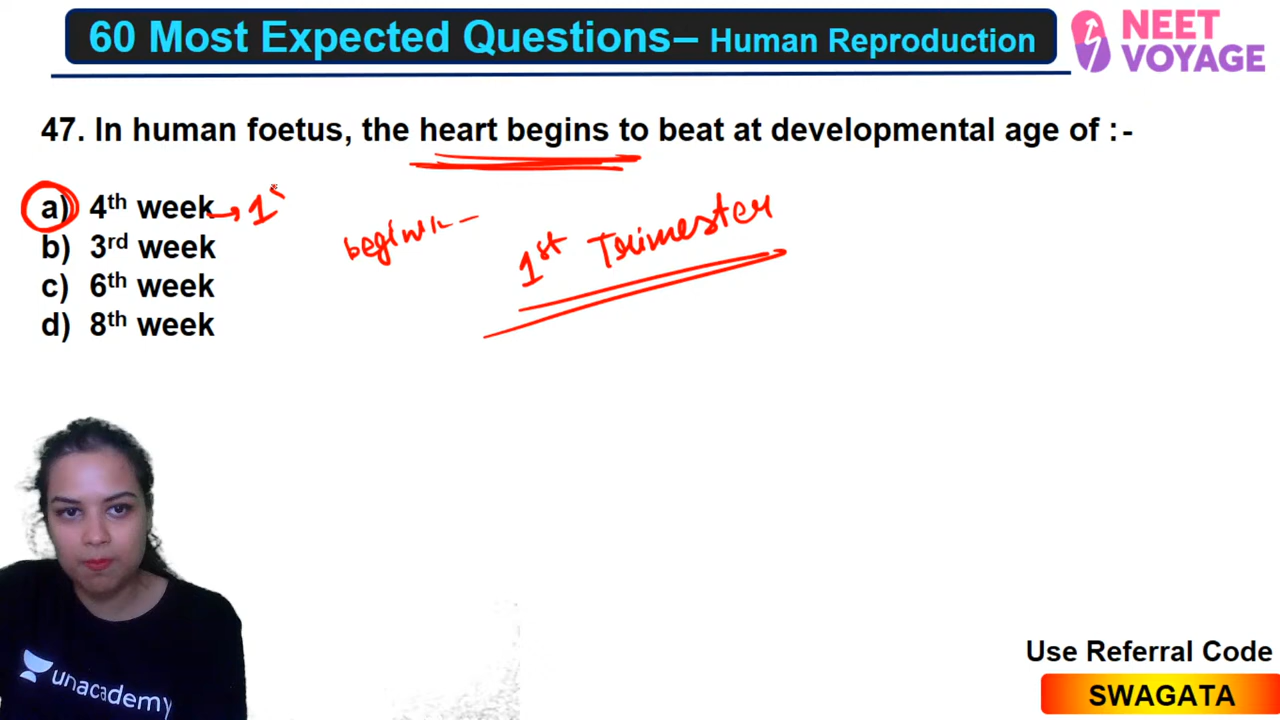 60 Most Expected Questions– Human Reproduction
NEET
VOYAGE
47. In human foetus, the heart begins to beat at developmental age of : -
a) 4th week → 1s
b) 3rd week
c) 6th week
d) 8th week
1st Trimester
unacademy
Use Referral Code
SWAGATA